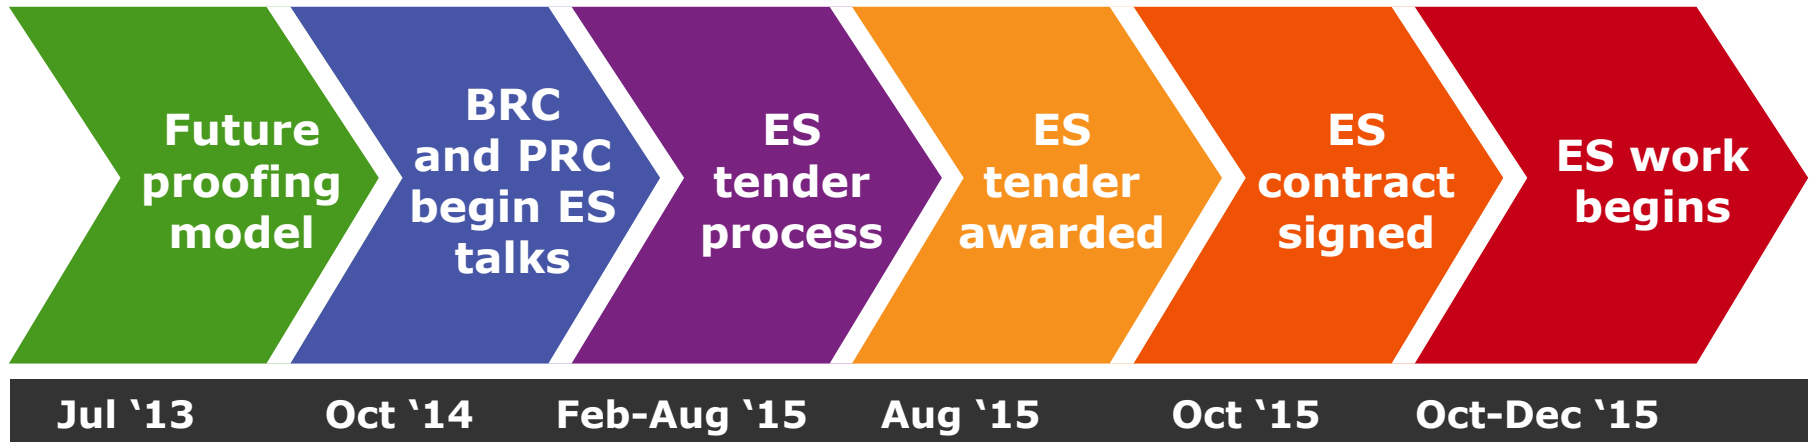 Future
proofing
model
BRC
and PRC
begin ES
talks
ES
tender
process
ES
tender
awarded
ES
contract
signed
ES work
begins
Jul ‘13
Oct ‘14
Feb-Aug ‘15
Aug ‘15
Oct ‘15
Oct-Dec ‘15